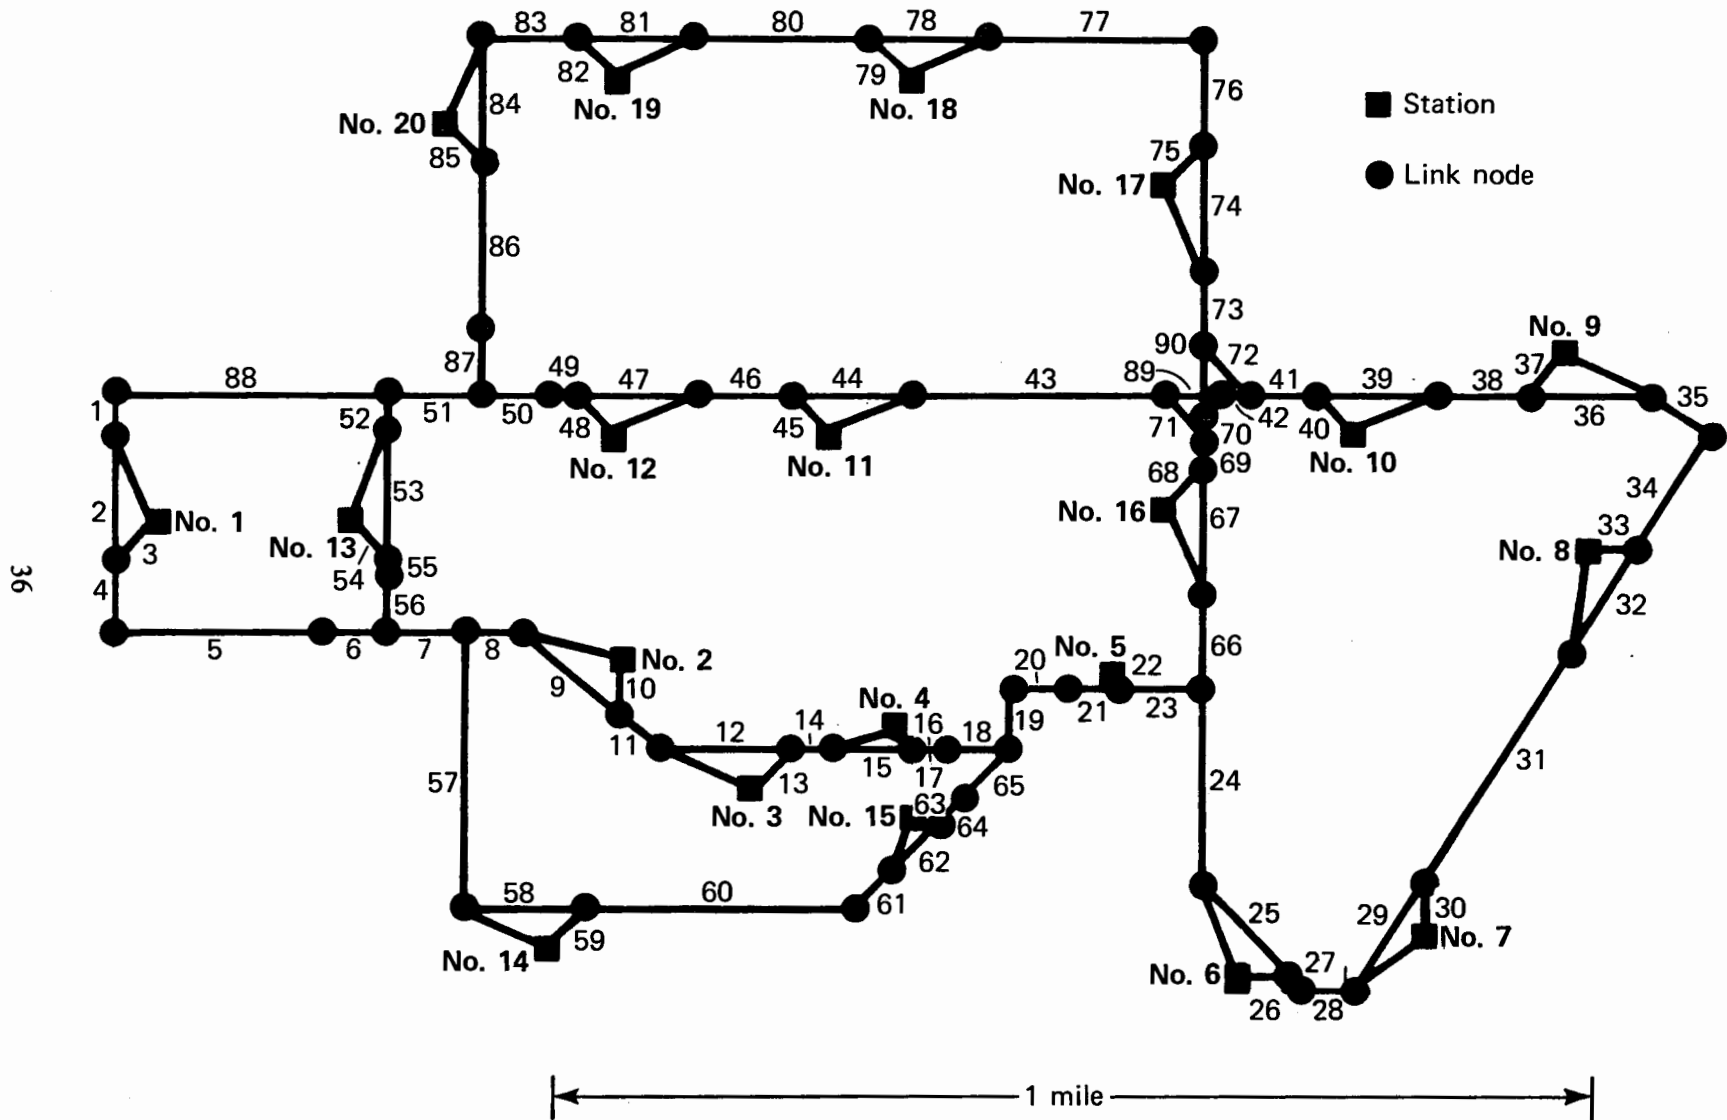 83 81 80 78 77
82 79 76
No. 19 No. 18
84
No. 20
85
75
No. 17
74
Station
Link node
86
73
No. 9
87 49 47 46 44 43 89 90 72 41 39 38 37 35
88
1 52 51 50 48 45 71 70 42 40 36
No. 12 No. 11 69 No. 10
68
53 34
2 No. 1 No. 16 67
3 No. 13 33
54 55 No. 8
4 56 32
36
5 6 7 8 No. 2 No. 5 66
9 10 20 22
No. 4 19 21 23
11 12 14 16 18
15 17 65 31
57 13 63 24
No. 3 No. 15 64
62
58 60 61
59 25 29 30
No. 14 No. 7
No. 6 27
26 28
1 mile